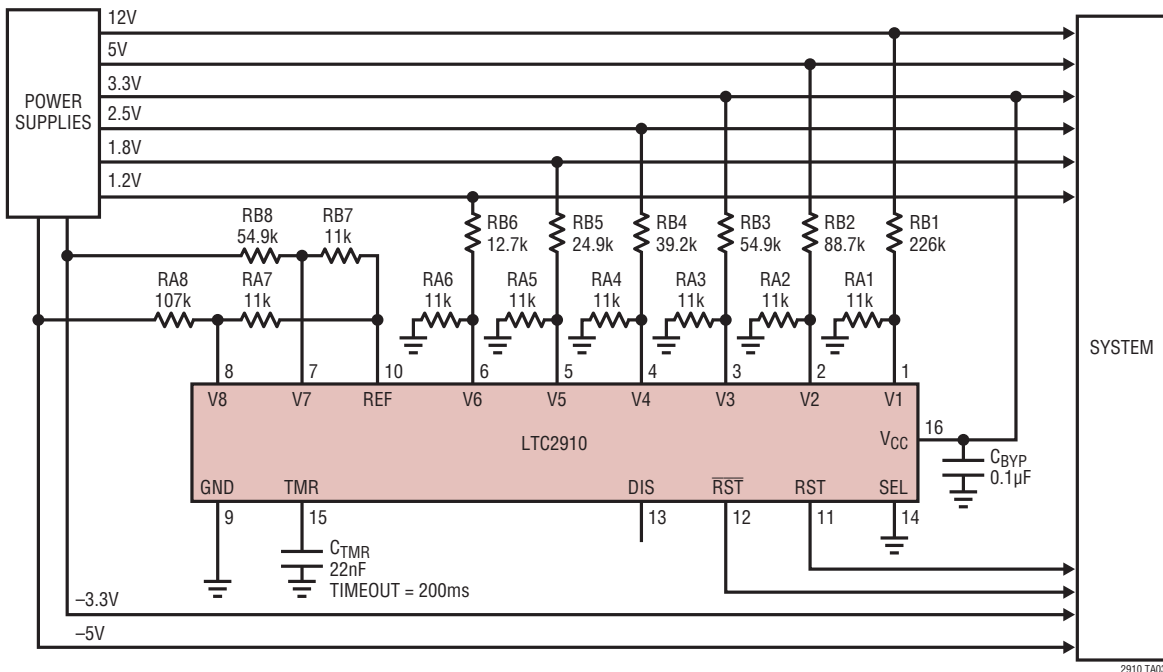 12V
5V
3.3V
2.5V
1.8V
1.2V
POWER
SUPPLIES
SYSTEM
RB8
54.9k
RB7
11k
RB6
12.7k
RB5
24.9k
RB4
39.2k
RB3
54.9k
RB2
88.7k
RB1
226k
RA8
107k
RA7
11k
RA6
11k
RA5
11k
RA4
11k
RA3
11k
RA2
11k
RA1
11k
8 7 10 6 5 4 3 2 1
V8 V7 REF V6 V5 V4 V3 V2 V1
LTC2910
VCC
16
CBYP
0.1µF
GND TMR DIS R̅S̅T̅ RST SEL
9 15 13 12 11 14
CTMR
22nF
TIMEOUT = 200ms
–3.3V
–5V